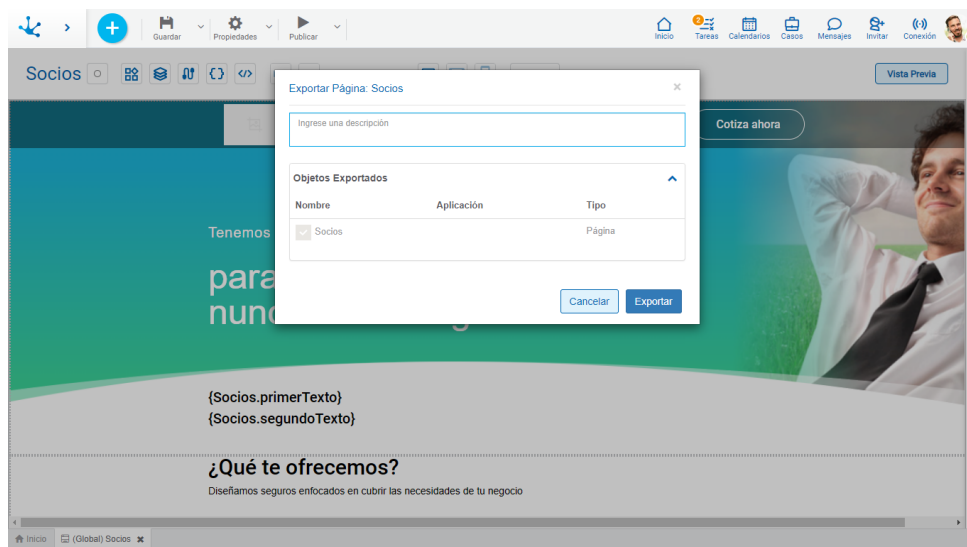 Guardar
Propiedades
Publicar
Inicio
2
Tareas
Calendarios
Casos
Mensajes
Invitar
Conexión
Socios
Vista Previa
Exportar Página: Socios
Ingrese una descripción
Cotiza ahora
Objetos Exportados
Nombre Aplicación Tipo
Socios Página
Tenemos
para
Cancelar Exportar
{Socios.primerTexto}
{Socios.segundoTexto}
¿Qué te ofrecemos?
Diseñamos seguros enfocados en cubrir las necesidades de tu negocio
Inicio
(Global) Socios